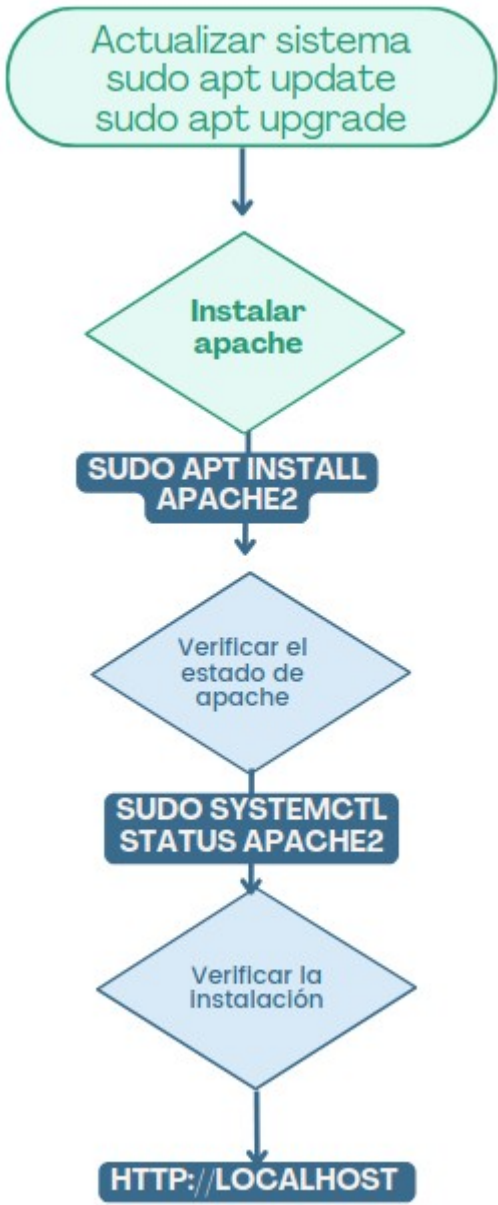 Actualizar sistema
sudo apt update
sudo apt upgrade
Instalar
apache
SUDO APT INSTALL
APACHE2
Verificar el
estado de
apache
SUDO SYSTEMCTL
STATUS APACHE2
Verificar la
instalación
HTTP://LOCALHOST